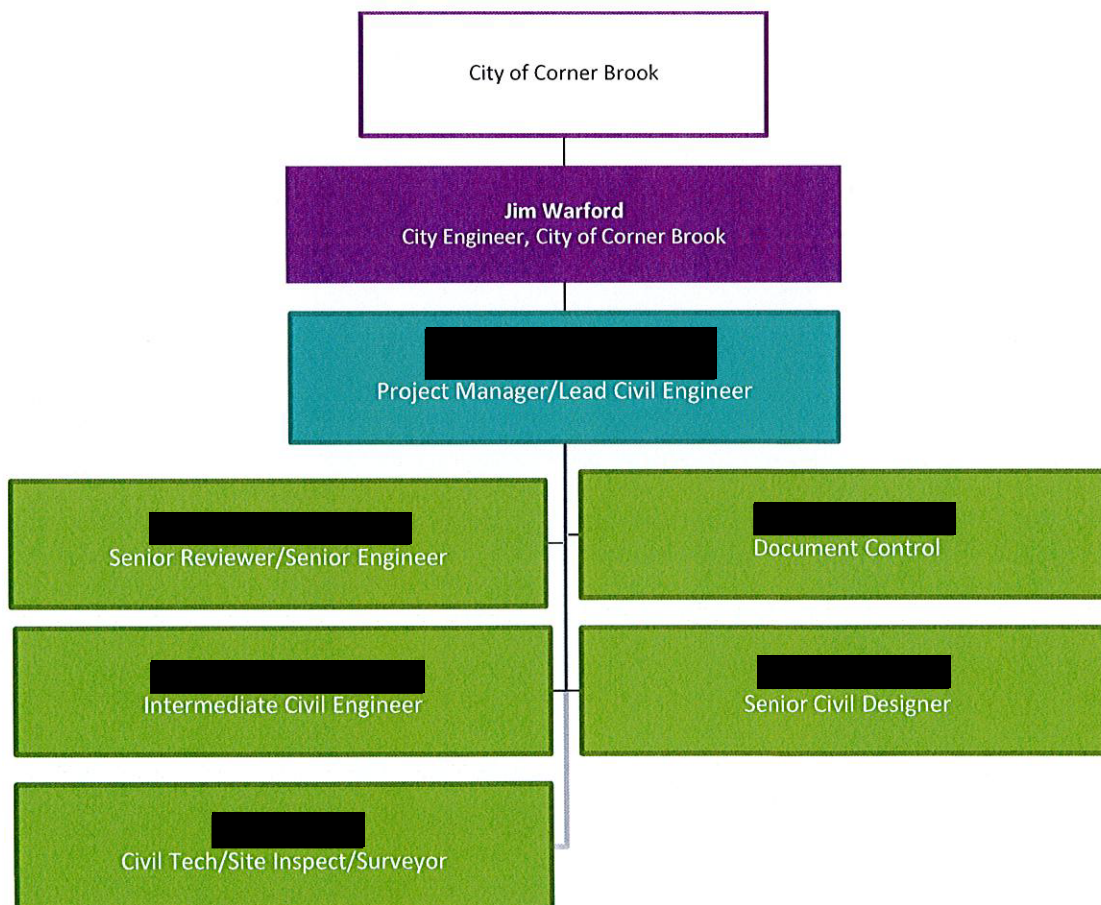 City of Corner Brook
Jim Warford
City Engineer, City of Corner Brook
Project Manager/Lead Civil Engineer
Senior Reviewer/Senior Engineer
Document Control
Intermediate Civil Engineer
Senior Civil Designer
Civil Tech/Site Inspect/Surveyor